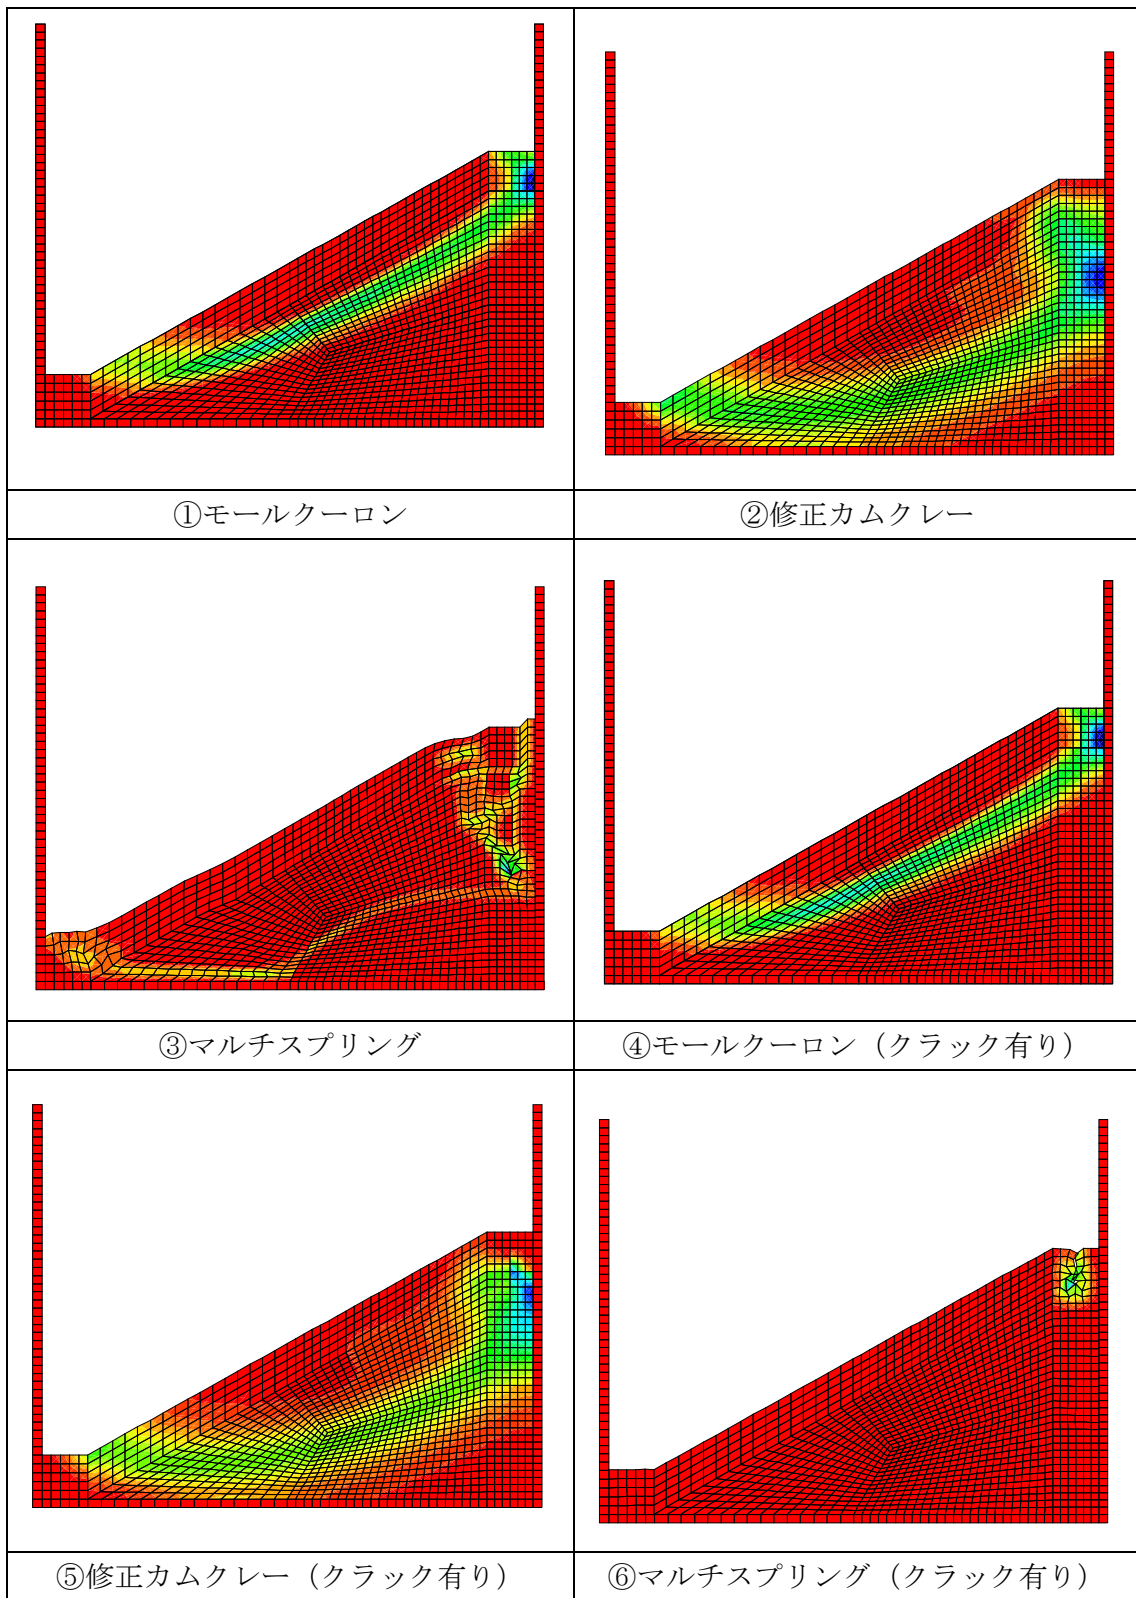 ①モールクーロン
②修正カムクレー
③マルチスプリング
④モールクーロン（クラック有り）
⑤修正カムクレー（クラック有り）
⑥マルチスプリング（クラック有り）